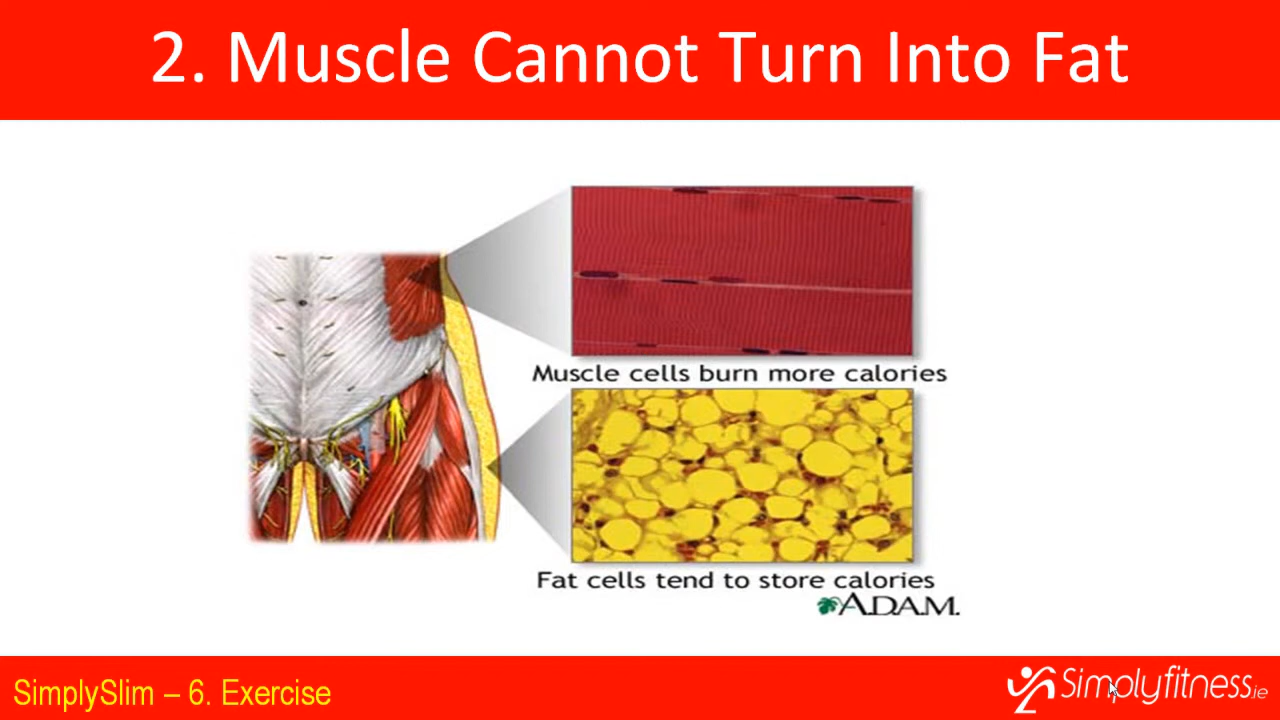 2. Muscle Cannot Turn Into Fat
Muscle cells burn more calories
Fat cells tend to store calories
A.D.A.M.
SimplySlim – 6. Exercise
Simplyfitness.ie